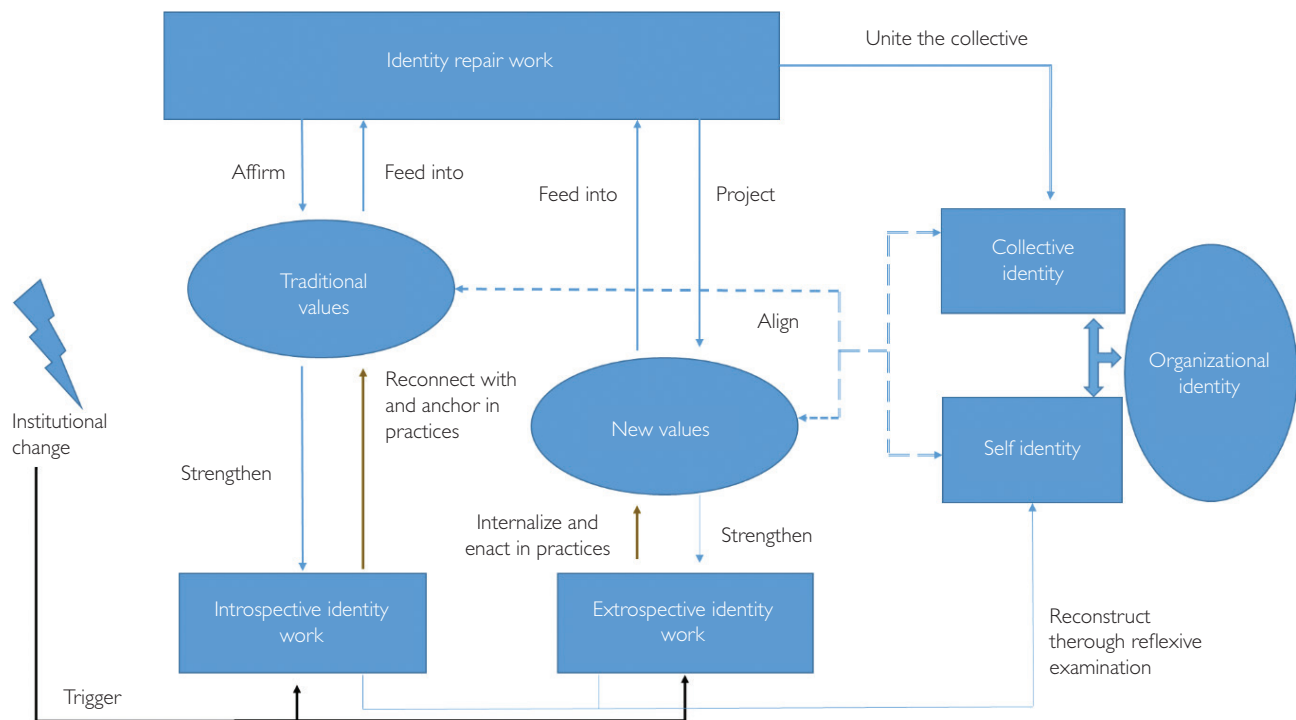 Unite the collective
Identity repair work
Affirm
Feed into
Feed into
Project
Collective
identity
Traditional
values
Align
Organizational
identity
Reconnect with
and anchor in
practices
Institutional
change
New values
Self identity
Strengthen
Internalize and
enact in practices
Strengthen
Introspective identity
work
Extrospective identity
work
Reconstruct
therough reflexive
examination
Trigger